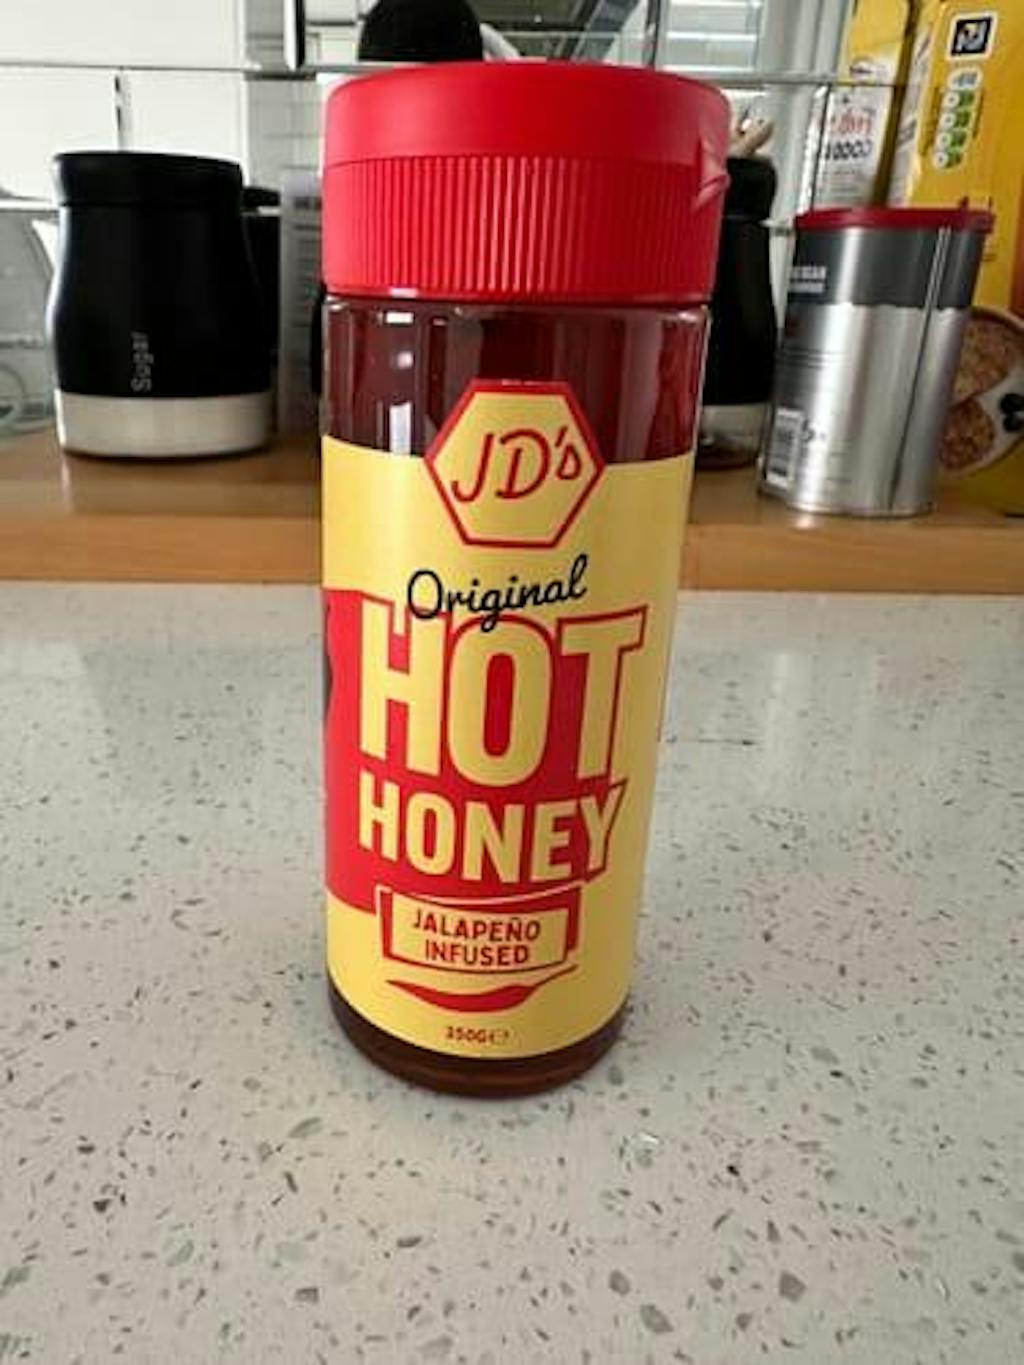 JD's
Original
HOT
HONEY
JALAPEÑO
INFUSED
350G℮
Sugar